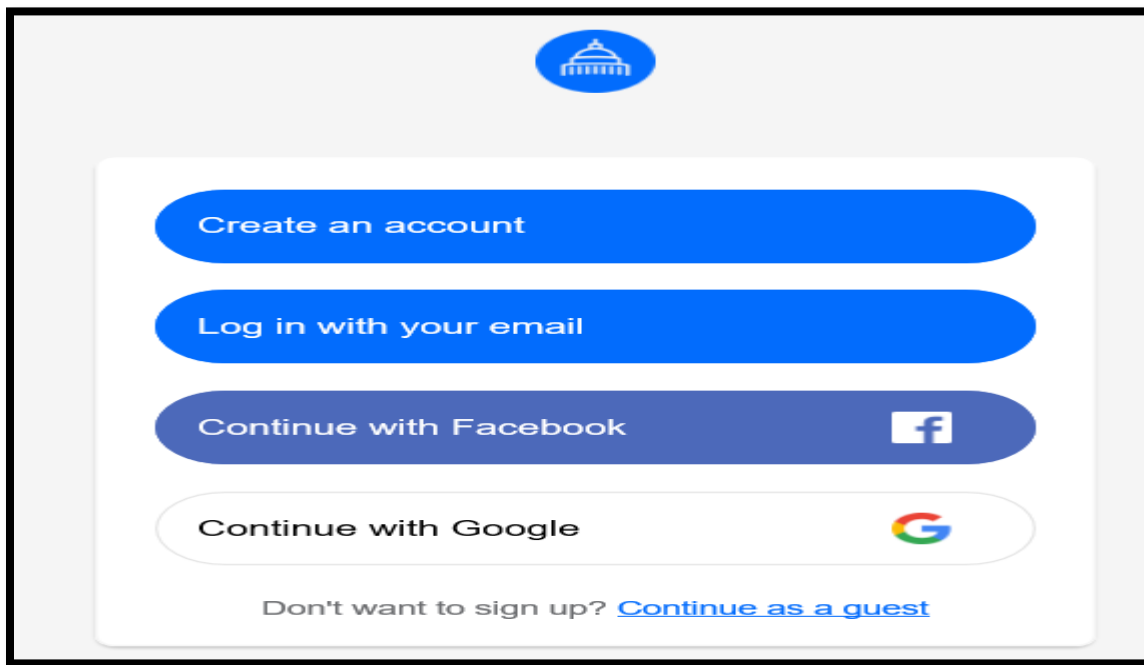 Create an account
Log in with your email
Continue with Facebook
Continue with Google
Don't want to sign up? Continue as a guest